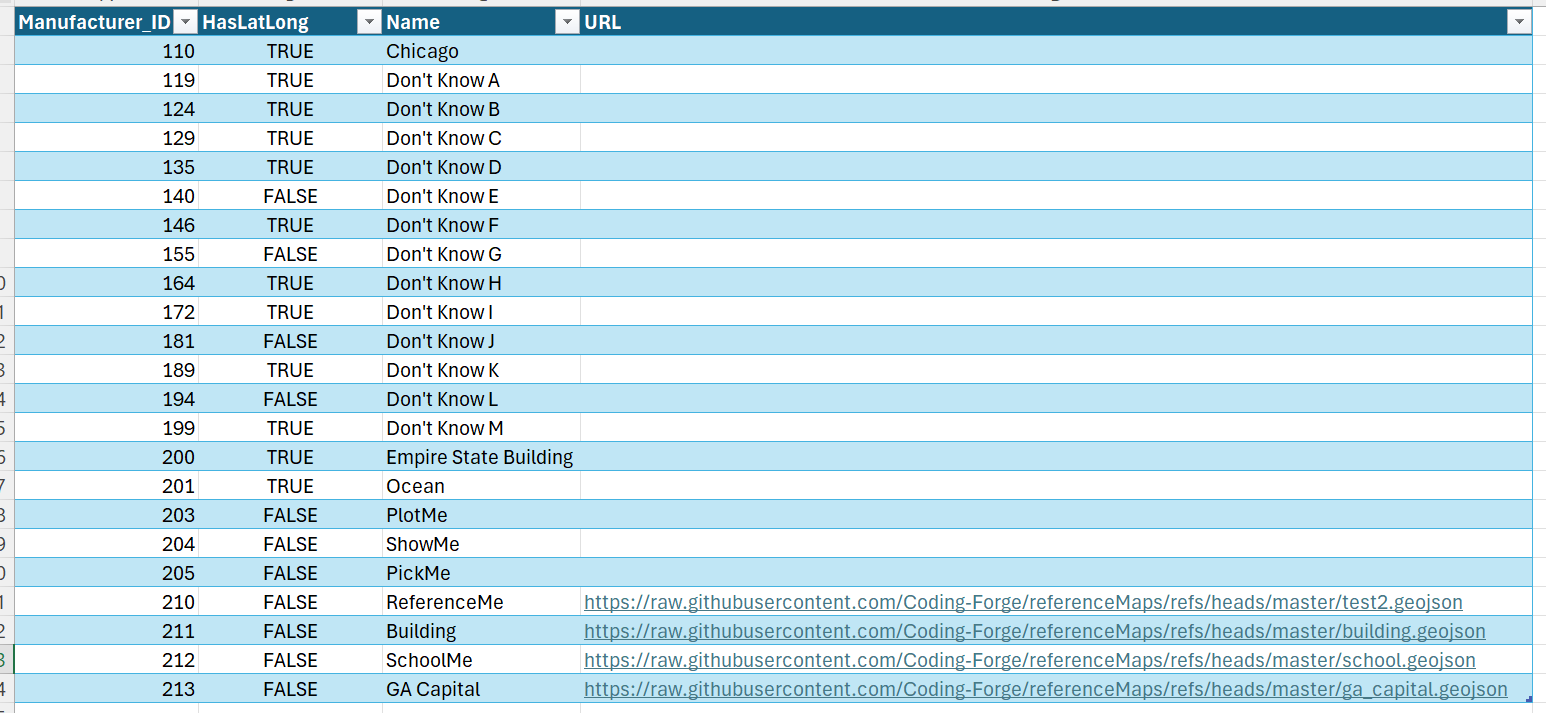 Manufacturer_ID HasLatLong Name URL
110 TRUE Chicago
119 TRUE Don't Know A
124 TRUE Don't Know B
129 TRUE Don't Know C
135 TRUE Don't Know D
140 FALSE Don't Know E
146 TRUE Don't Know F
155 FALSE Don't Know G
164 TRUE Don't Know H
172 TRUE Don't Know I
181 FALSE Don't Know J
189 TRUE Don't Know K
194 FALSE Don't Know L
199 TRUE Don't Know M
200 TRUE Empire State Building
201 TRUE Ocean
203 FALSE PlotMe
204 FALSE ShowMe
205 FALSE PickMe
210 FALSE ReferenceMe https://raw.githubusercontent.com/Coding-Forge/referenceMaps/refs/heads/master/test2.geojson
211 FALSE Building https://raw.githubusercontent.com/Coding-Forge/referenceMaps/refs/heads/master/building.geojson
212 FALSE SchoolMe https://raw.githubusercontent.com/Coding-Forge/referenceMaps/refs/heads/master/school.geojson
213 FALSE GA Capital https://raw.githubusercontent.com/Coding-Forge/referenceMaps/refs/heads/master/ga_capital.geojson